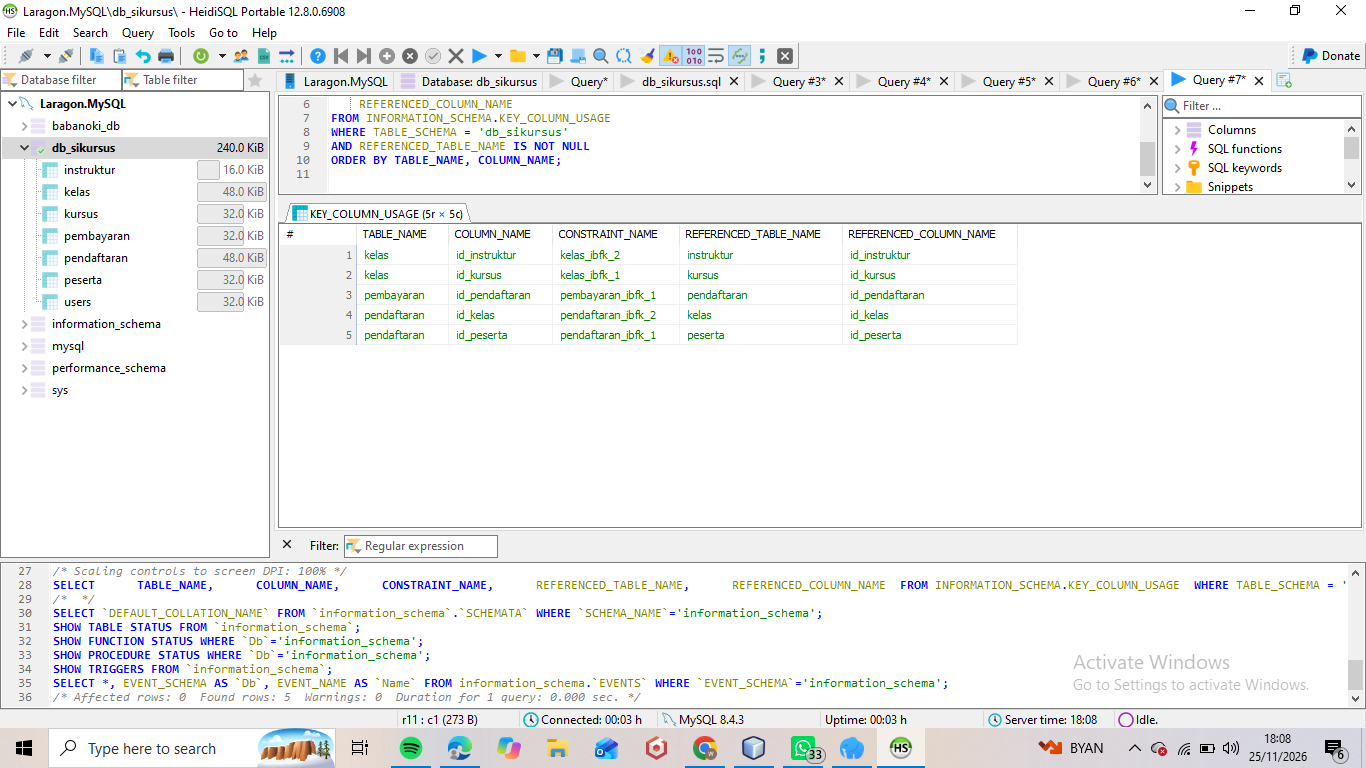 Laragon.MySQL\db_sikursus\ - HeidiSQL Portable 12.8.0.6908
File Edit Search Query Tools Go to Help
Donate
Database filter Table filter
Laragon.MySQL Database: db_sikursus Query* db_sikursus.sql Query #3* Query #4* Query #5* Query #6* Query #7*
Laragon.MySQL
babanoki_db
db_sikursus 240.0 KiB
instruktur 16.0 KiB
kelas 48.0 KiB
kursus 32.0 KiB
pembayaran 32.0 KiB
pendaftaran 48.0 KiB
peserta 32.0 KiB
users 32.0 KiB
information_schema
mysql
performance_schema
sys
6 REFERENCED_COLUMN_NAME
7 FROM INFORMATION_SCHEMA.KEY_COLUMN_USAGE
8 WHERE TABLE_SCHEMA = 'db_sikursus'
9 AND REFERENCED_TABLE_NAME IS NOT NULL
10 ORDER BY TABLE_NAME, COLUMN_NAME;
11
Filter ...
Columns
SQL functions
SQL keywords
Snippets
KEY_COLUMN_USAGE (5r × 5c)
# TABLE_NAME COLUMN_NAME CONSTRAINT_NAME REFERENCED_TABLE_NAME REFERENCED_COLUMN_NAME
1 kelas id_instruktur kelas_ibfk_2 instruktur id_instruktur
2 kelas id_kursus kelas_ibfk_1 kursus id_kursus
3 pembayaran id_pendaftaran pembayaran_ibfk_1 pendaftaran id_pendaftaran
4 pendaftaran id_kelas pendaftaran_ibfk_2 kelas id_kelas
5 pendaftaran id_peserta pendaftaran_ibfk_1 peserta id_peserta
Filter: Regular expression
27 /* Scaling controls to screen DPI: 100% */
28 SELECT TABLE_NAME, COLUMN_NAME, CONSTRAINT_NAME, REFERENCED_TABLE_NAME, REFERENCED_COLUMN_NAME FROM INFORMATION_SCHEMA.KEY_COLUMN_USAGE WHERE TABLE_SCHEMA = '
29 /* */
30 SELECT `DEFAULT_COLLATION_NAME` FROM `information_schema`.`SCHEMATA` WHERE `SCHEMA_NAME`='information_schema';
31 SHOW TABLE STATUS FROM `information_schema`;
32 SHOW FUNCTION STATUS WHERE `Db`='information_schema';
33 SHOW PROCEDURE STATUS WHERE `Db`='information_schema';
34 SHOW TRIGGERS FROM `information_schema`;
35 SELECT *, EVENT_SCHEMA AS `Db`, EVENT_NAME AS `Name` FROM information_schema.`EVENTS` WHERE `EVENT_SCHEMA`='information_schema';
36 /* Affected rows: 0 Found rows: 5 Warnings: 0 Duration for 1 query: 0.000 sec. */
Activate Windows
Go to Settings to activate Windows.
r11 : c1 (273 B) Connected: 00:03 h MySQL 8.4.3 Uptime: 00:03 h Server time: 18:08 Idle.
Type here to search
33
HS
BYAN
18:08
25/11/2026
6